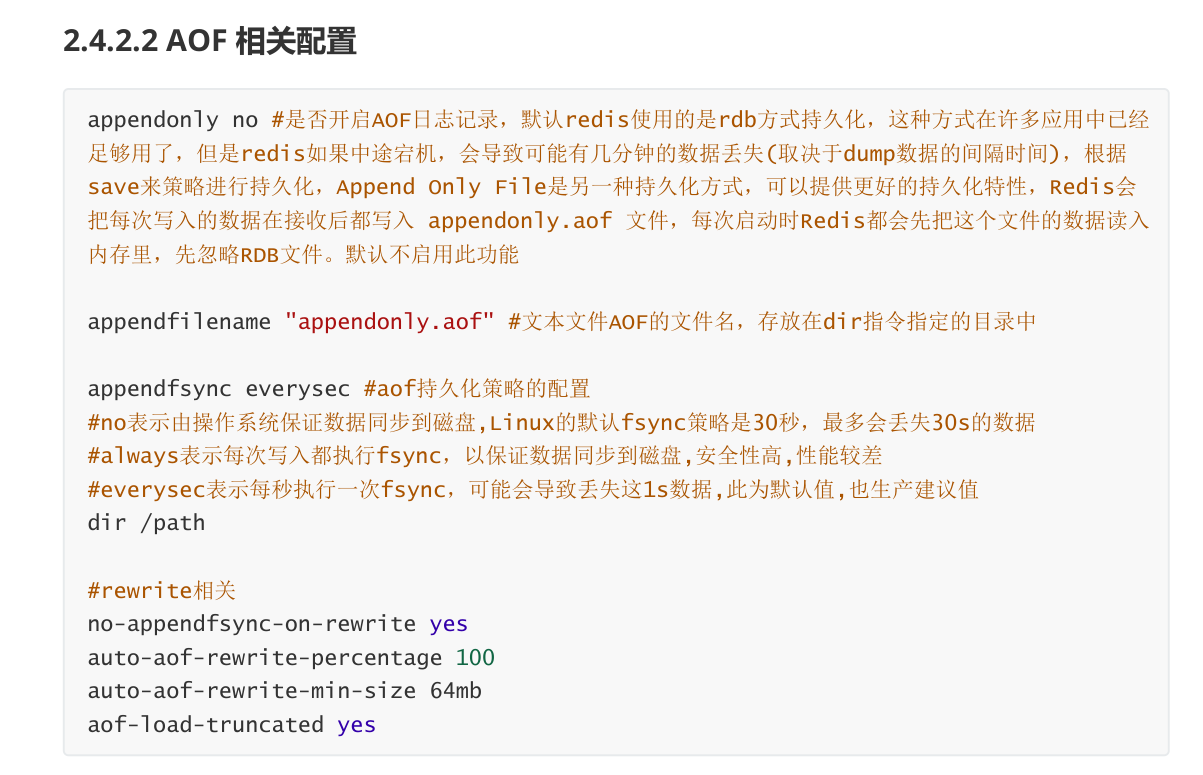 2.4.2.2 AOF 相关配置
appendonly no #是否开启AOF日志记录，默认redis使用的是rdb方式持久化，这种方式在许多应用中已经
足够用了，但是redis如果中途宕机，会导致可能有几分钟的数据丢失(取决于dump数据的间隔时间)，根据
save来策略进行持久化，Append Only File是另一种持久化方式，可以提供更好的持久化特性，Redis会
把每次写入的数据在接收后都写入 appendonly.aof 文件，每次启动时Redis都会先把这个文件的数据读入
内存里，先忽略RDB文件。默认不启用此功能
appendfilename "appendonly.aof" #文本文件AOF的文件名，存放在dir指令指定的目录中
appendfsync everysec #aof持久化策略的配置
#no表示由操作系统保证数据同步到磁盘,Linux的默认fsync策略是30秒，最多会丢失30s的数据
#always表示每次写入都执行fsync，以保证数据同步到磁盘,安全性高,性能较差
#everysec表示每秒执行一次fsync，可能会导致丢失这1s数据,此为默认值,也生产建议值
dir /path
#rewrite相关
no-appendfsync-on-rewrite yes
auto-aof-rewrite-percentage 100
auto-aof-rewrite-min-size 64mb
aof-load-truncated yes